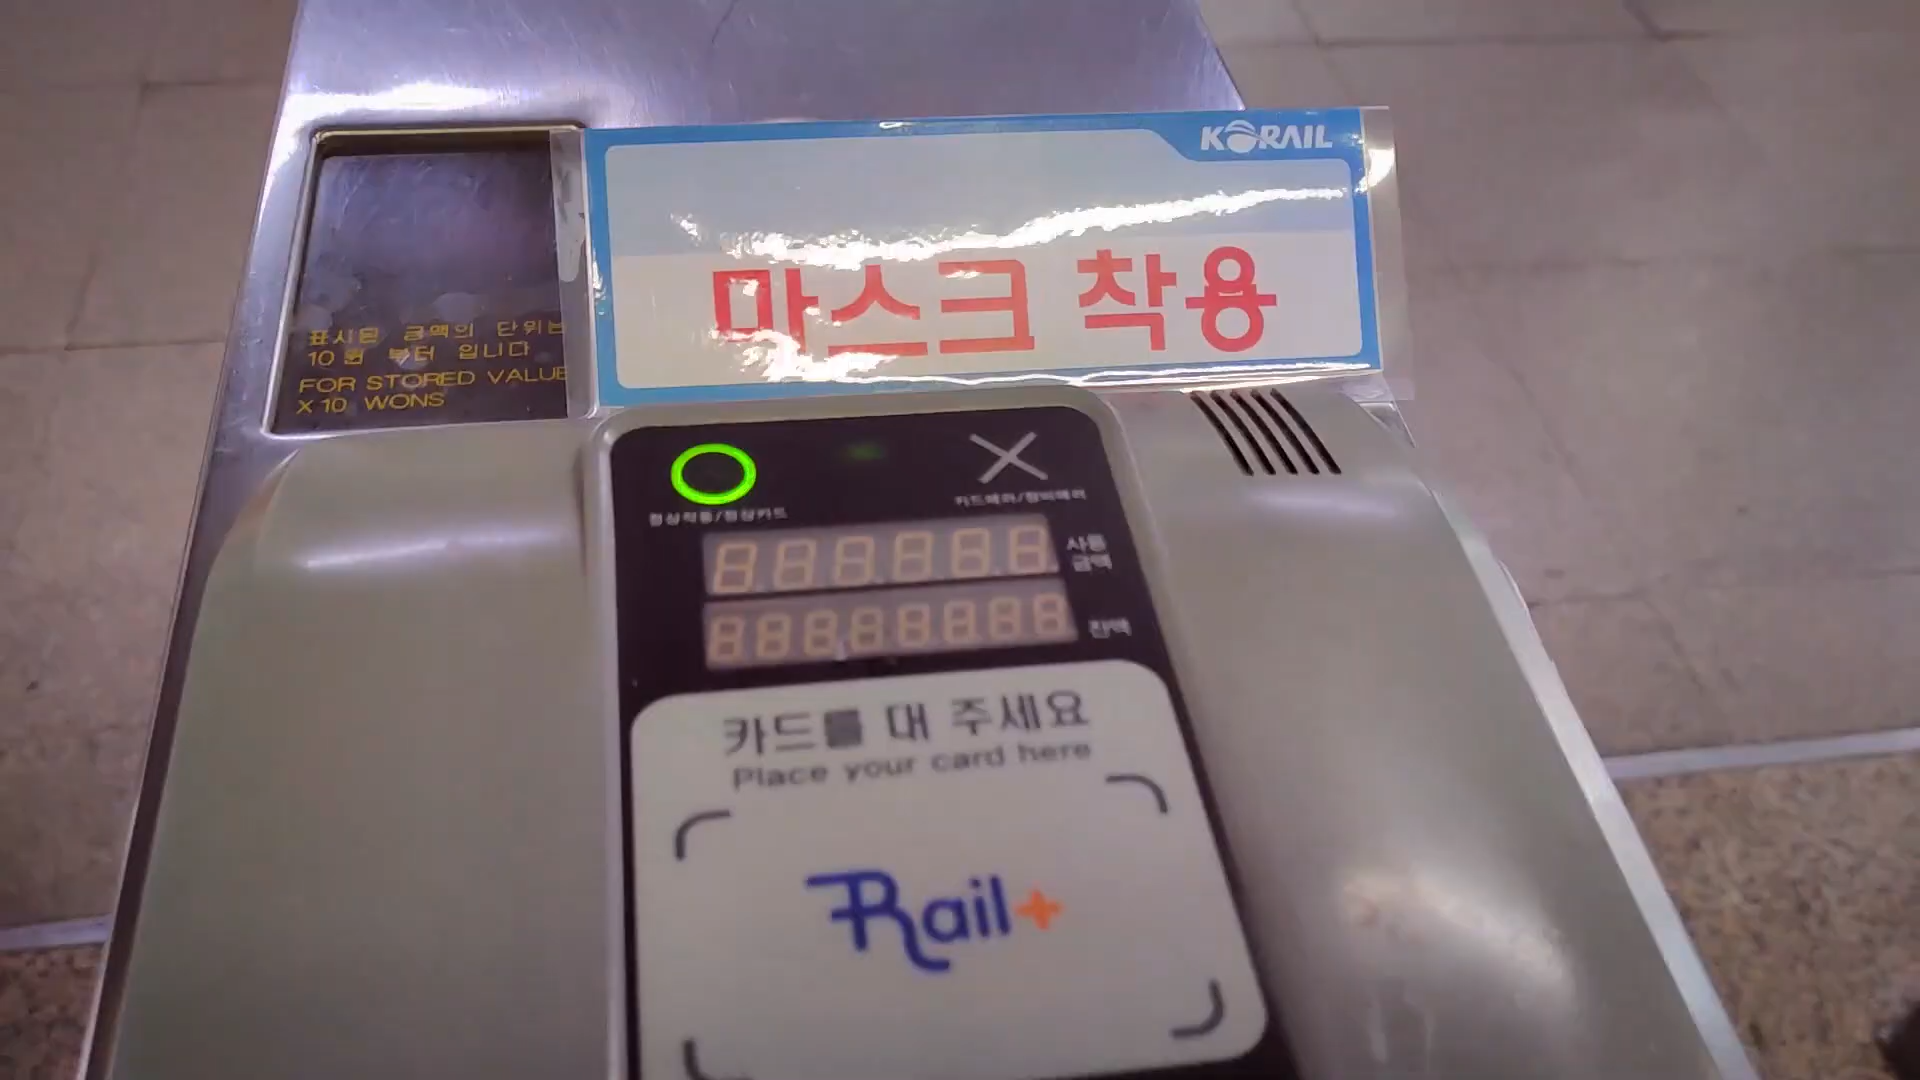 KORAIL
마스크 착용
표시된 금액의 단위는
10원 부터 입니다
FOR STORED VALUE
X 10 WONS
정상작동/정상카드
카드에러/장비에러
사용
금액
잔액
카드를 대 주세요
Place your card here
Rail+